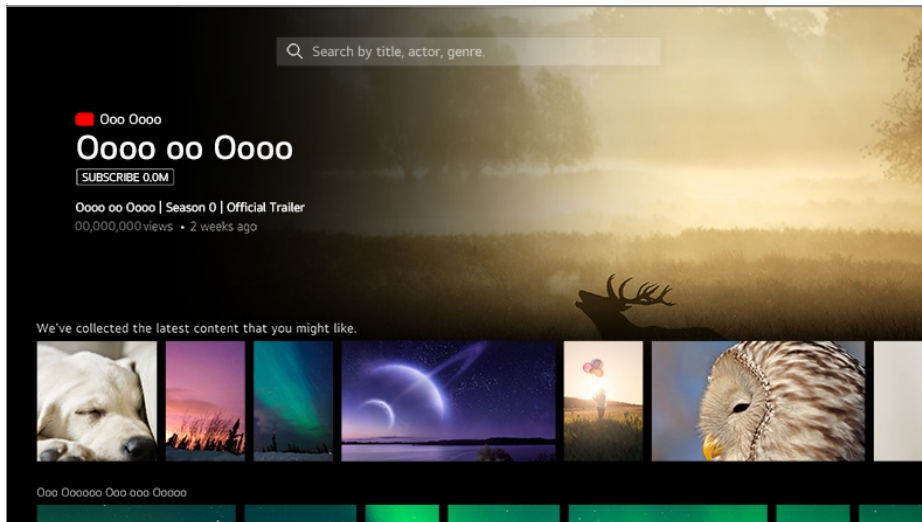 Search by title, actor, genre.
Ooo Oooo
Oooo oo Oooo
SUBSCRIBE 0.0M
Oooo oo Oooo | Season 0 | Official Trailer
00,000,000 views • 2 weeks ago
We've collected the latest content that you might like.
Ooo Oooooo Ooo ooo Ooooo